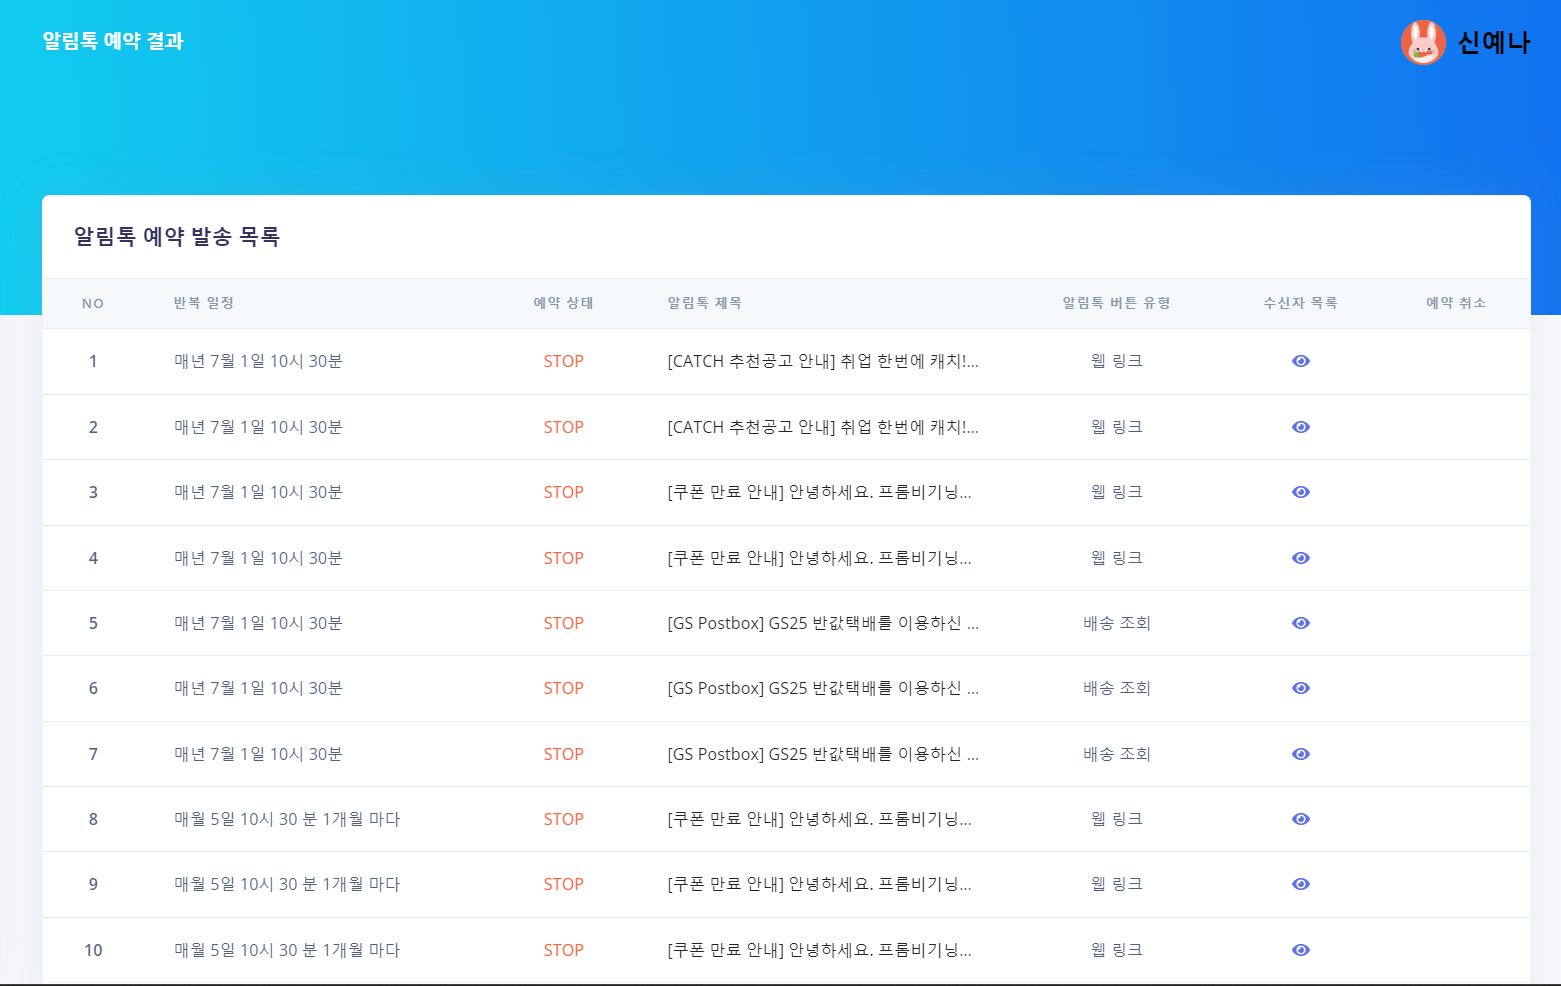 알림톡 예약 결과
신예나
알림톡 예약 발송 목록
NO 반복 일정 예약 상태 알림톡 제목 알림톡 버튼 유형 수신자 목록 예약 취소
1 매년 7월 1일 10시 30분 STOP [CATCH 추천공고 안내] 취업 한번에 캐치!... 웹 링크
2 매년 7월 1일 10시 30분 STOP [CATCH 추천공고 안내] 취업 한번에 캐치!... 웹 링크
3 매년 7월 1일 10시 30분 STOP [쿠폰 만료 안내] 안녕하세요. 프롬비기닝... 웹 링크
4 매년 7월 1일 10시 30분 STOP [쿠폰 만료 안내] 안녕하세요. 프롬비기닝... 웹 링크
5 매년 7월 1일 10시 30분 STOP [GS Postbox] GS25 반값택배를 이용하신 ... 배송 조회
6 매년 7월 1일 10시 30분 STOP [GS Postbox] GS25 반값택배를 이용하신 ... 배송 조회
7 매년 7월 1일 10시 30분 STOP [GS Postbox] GS25 반값택배를 이용하신 ... 배송 조회
8 매월 5일 10시 30 분 1개월 마다 STOP [쿠폰 만료 안내] 안녕하세요. 프롬비기닝... 웹 링크
9 매월 5일 10시 30 분 1개월 마다 STOP [쿠폰 만료 안내] 안녕하세요. 프롬비기닝... 웹 링크
10 매월 5일 10시 30 분 1개월 마다 STOP [쿠폰 만료 안내] 안녕하세요. 프롬비기닝... 웹 링크